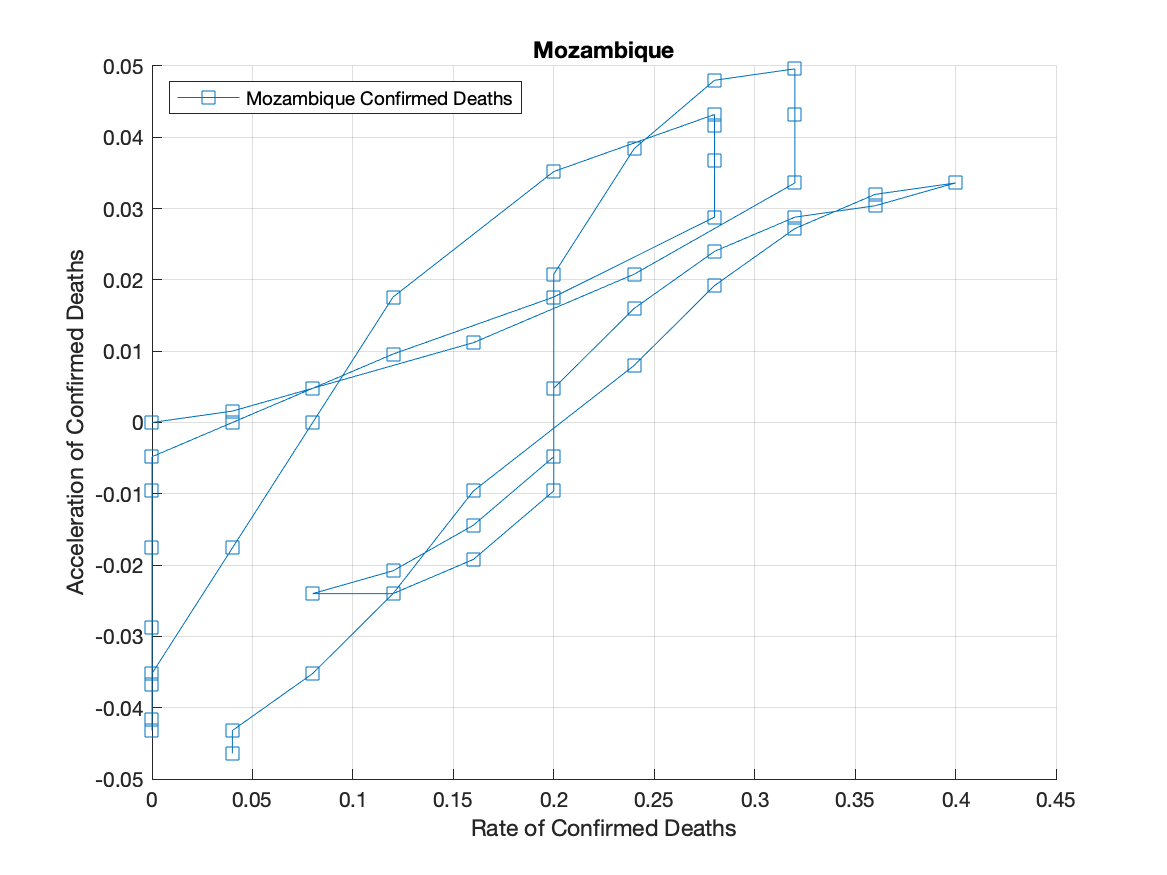 Mozambique
Mozambique Confirmed Deaths
Acceleration of Confirmed Deaths
0.05
0.04
0.03
0.02
0.01
0
-0.01
-0.02
-0.03
-0.04
-0.05
0 0.05 0.1 0.15 0.2 0.25 0.3 0.35 0.4 0.45
Rate of Confirmed Deaths